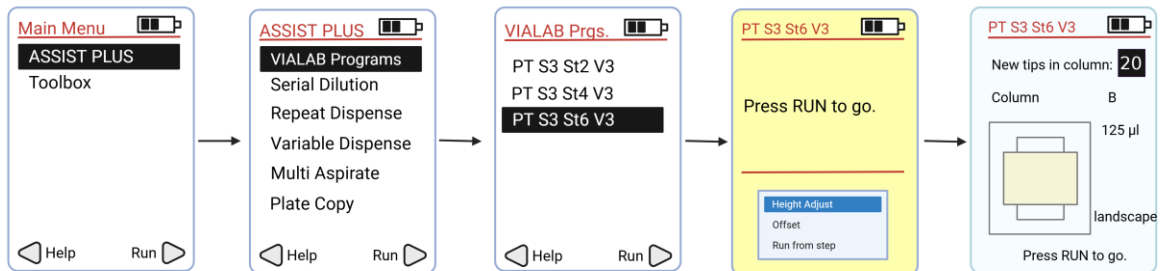 Main Menu
ASSIST PLUS
Toolbox
Help Run
ASSIST PLUS
VIALAB Programs
Serial Dilution
Repeat Dispense
Variable Dispense
Multi Aspirate
Plate Copy
Help Run
VIALAB Prgs.
PT S3 St2 V3
PT S3 St4 V3
PT S3 St6 V3
Help Run
PT S3 St6 V3
Press RUN to go.
Height Adjust
Offset
Run from step
PT S3 St6 V3
New tips in column: 20
Column B
125 µl
landscape
Press RUN to go.